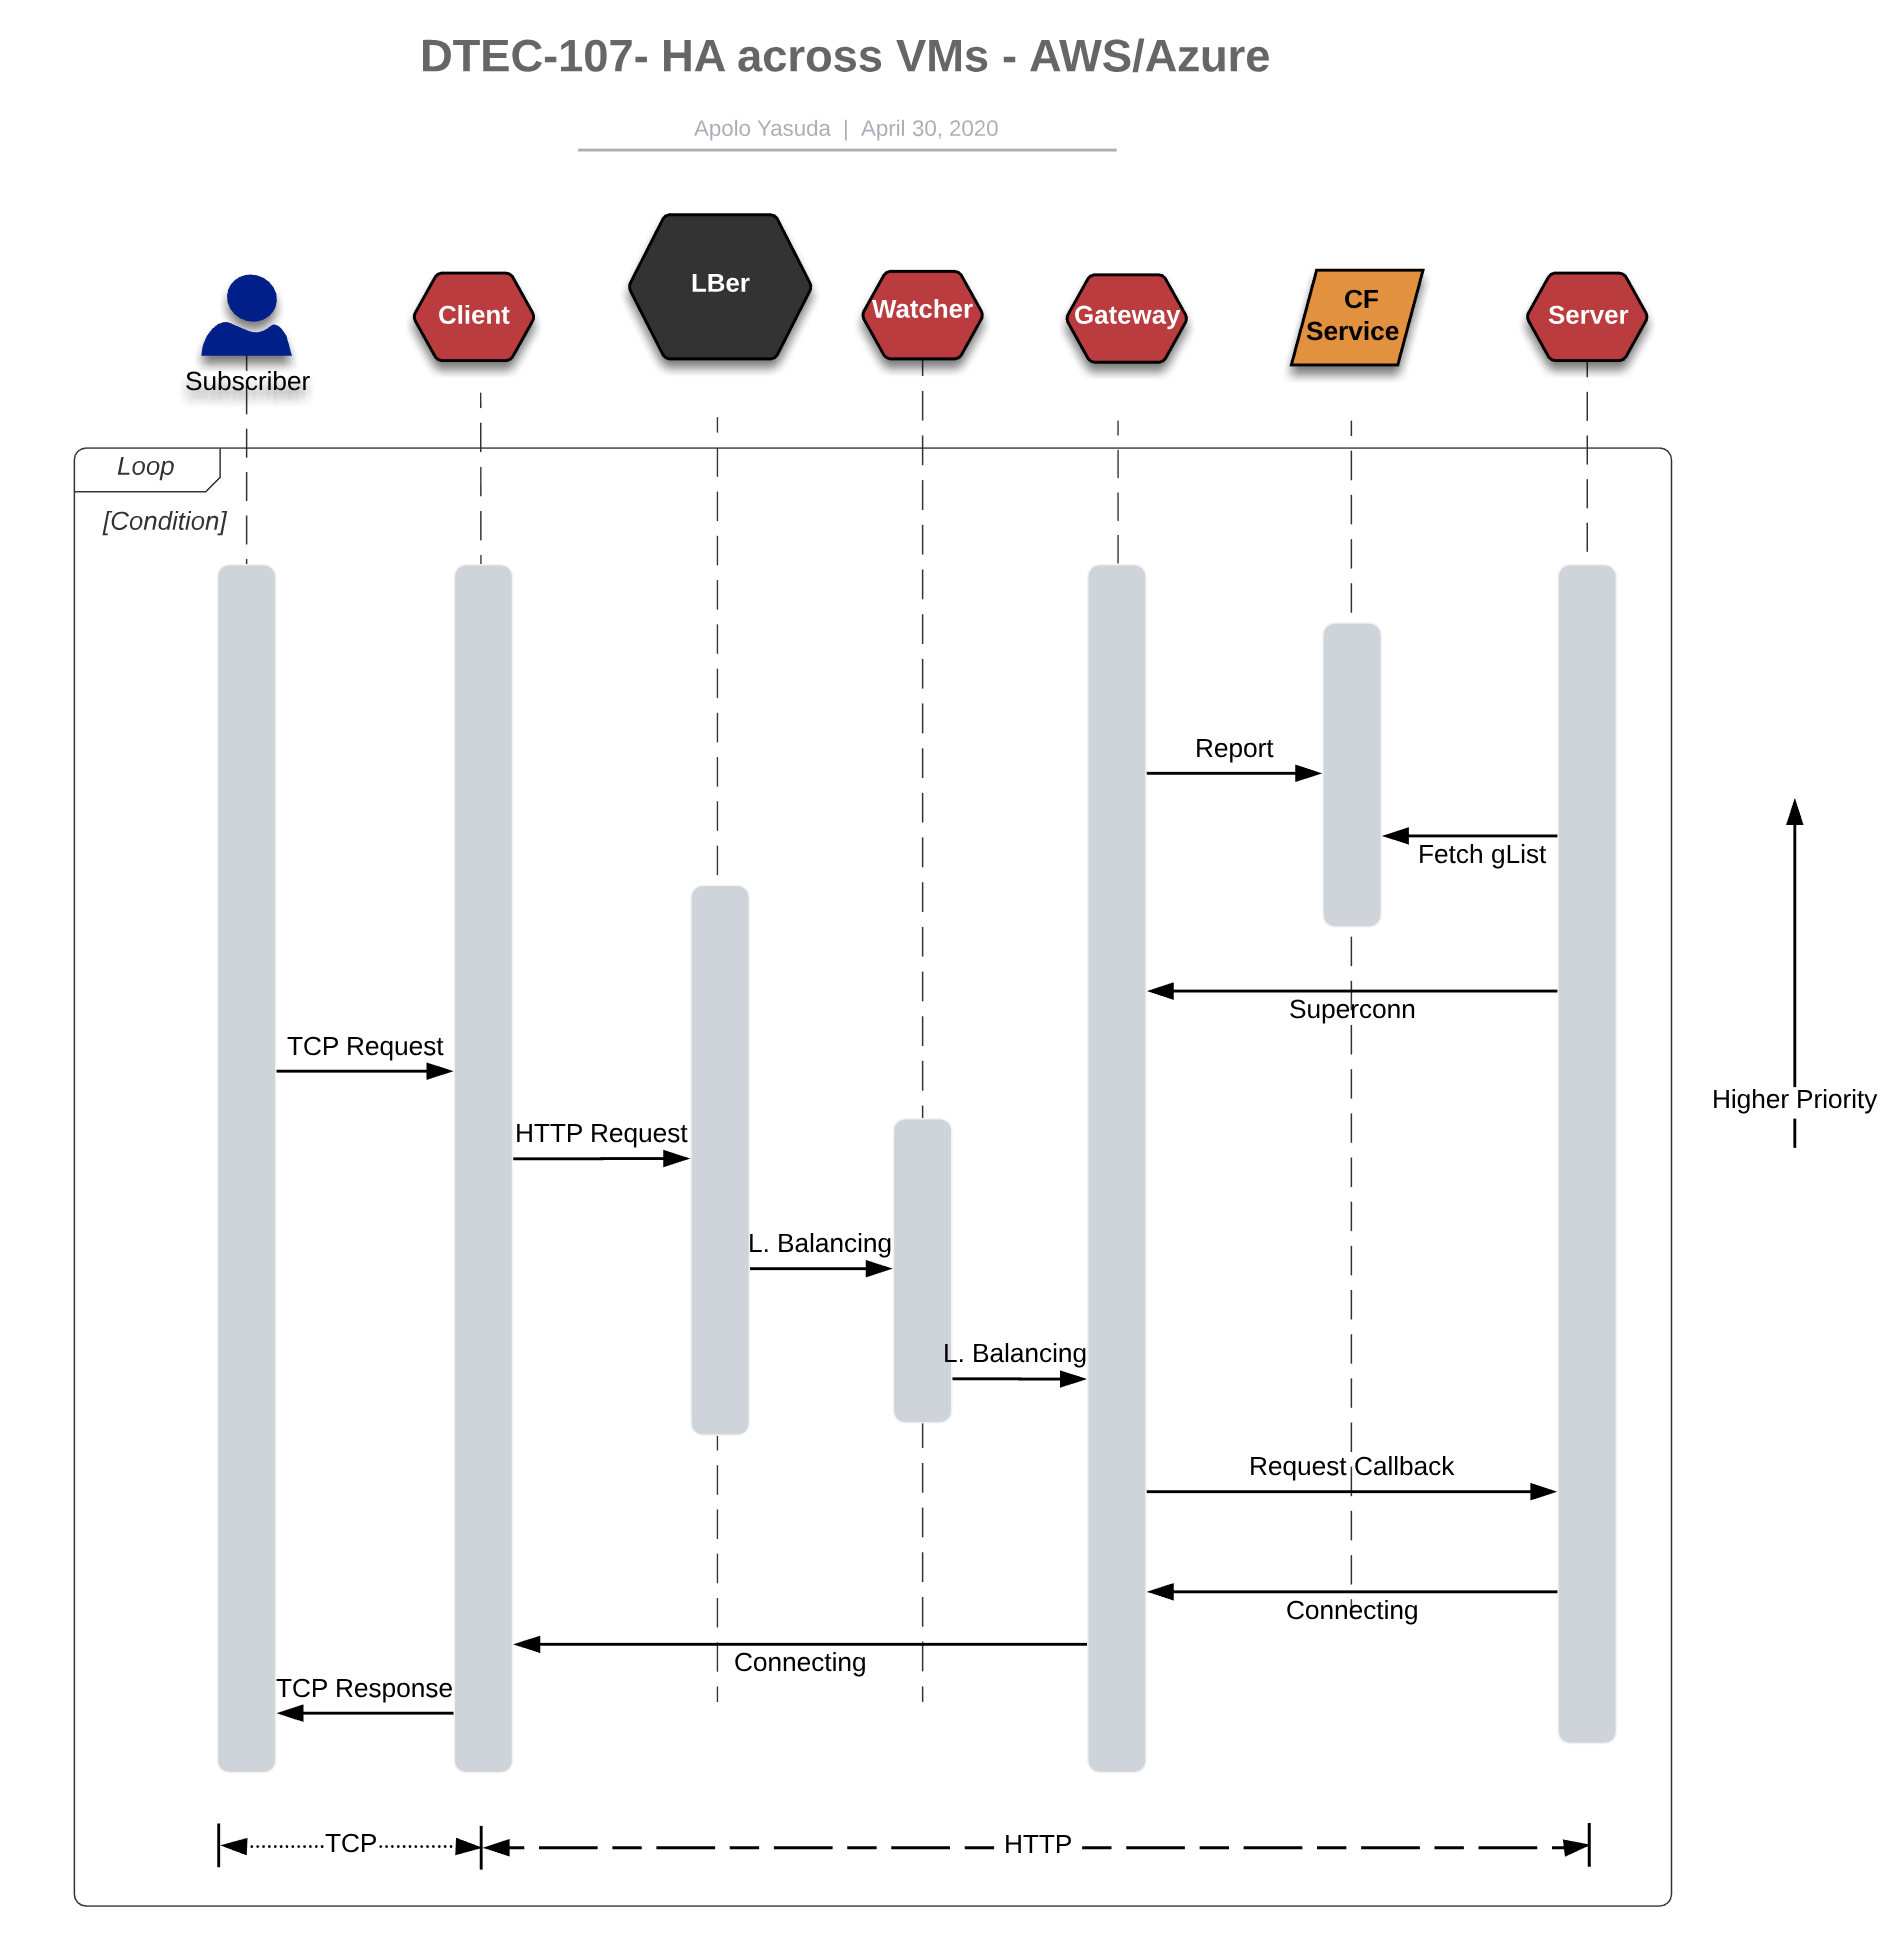 DTEC-107- HA across VMs - AWS/Azure
Apolo Yasuda | April 30, 2020
LBer
Client
Watcher
Gateway
CF
Service
Server
Subscriber
Loop
[Condition]
Report
Fetch gList
Superconn
TCP Request
Higher Priority
HTTP Request
L. Balancing
L. Balancing
Request Callback
Connecting
Connecting
TCP Response
TCP
HTTP